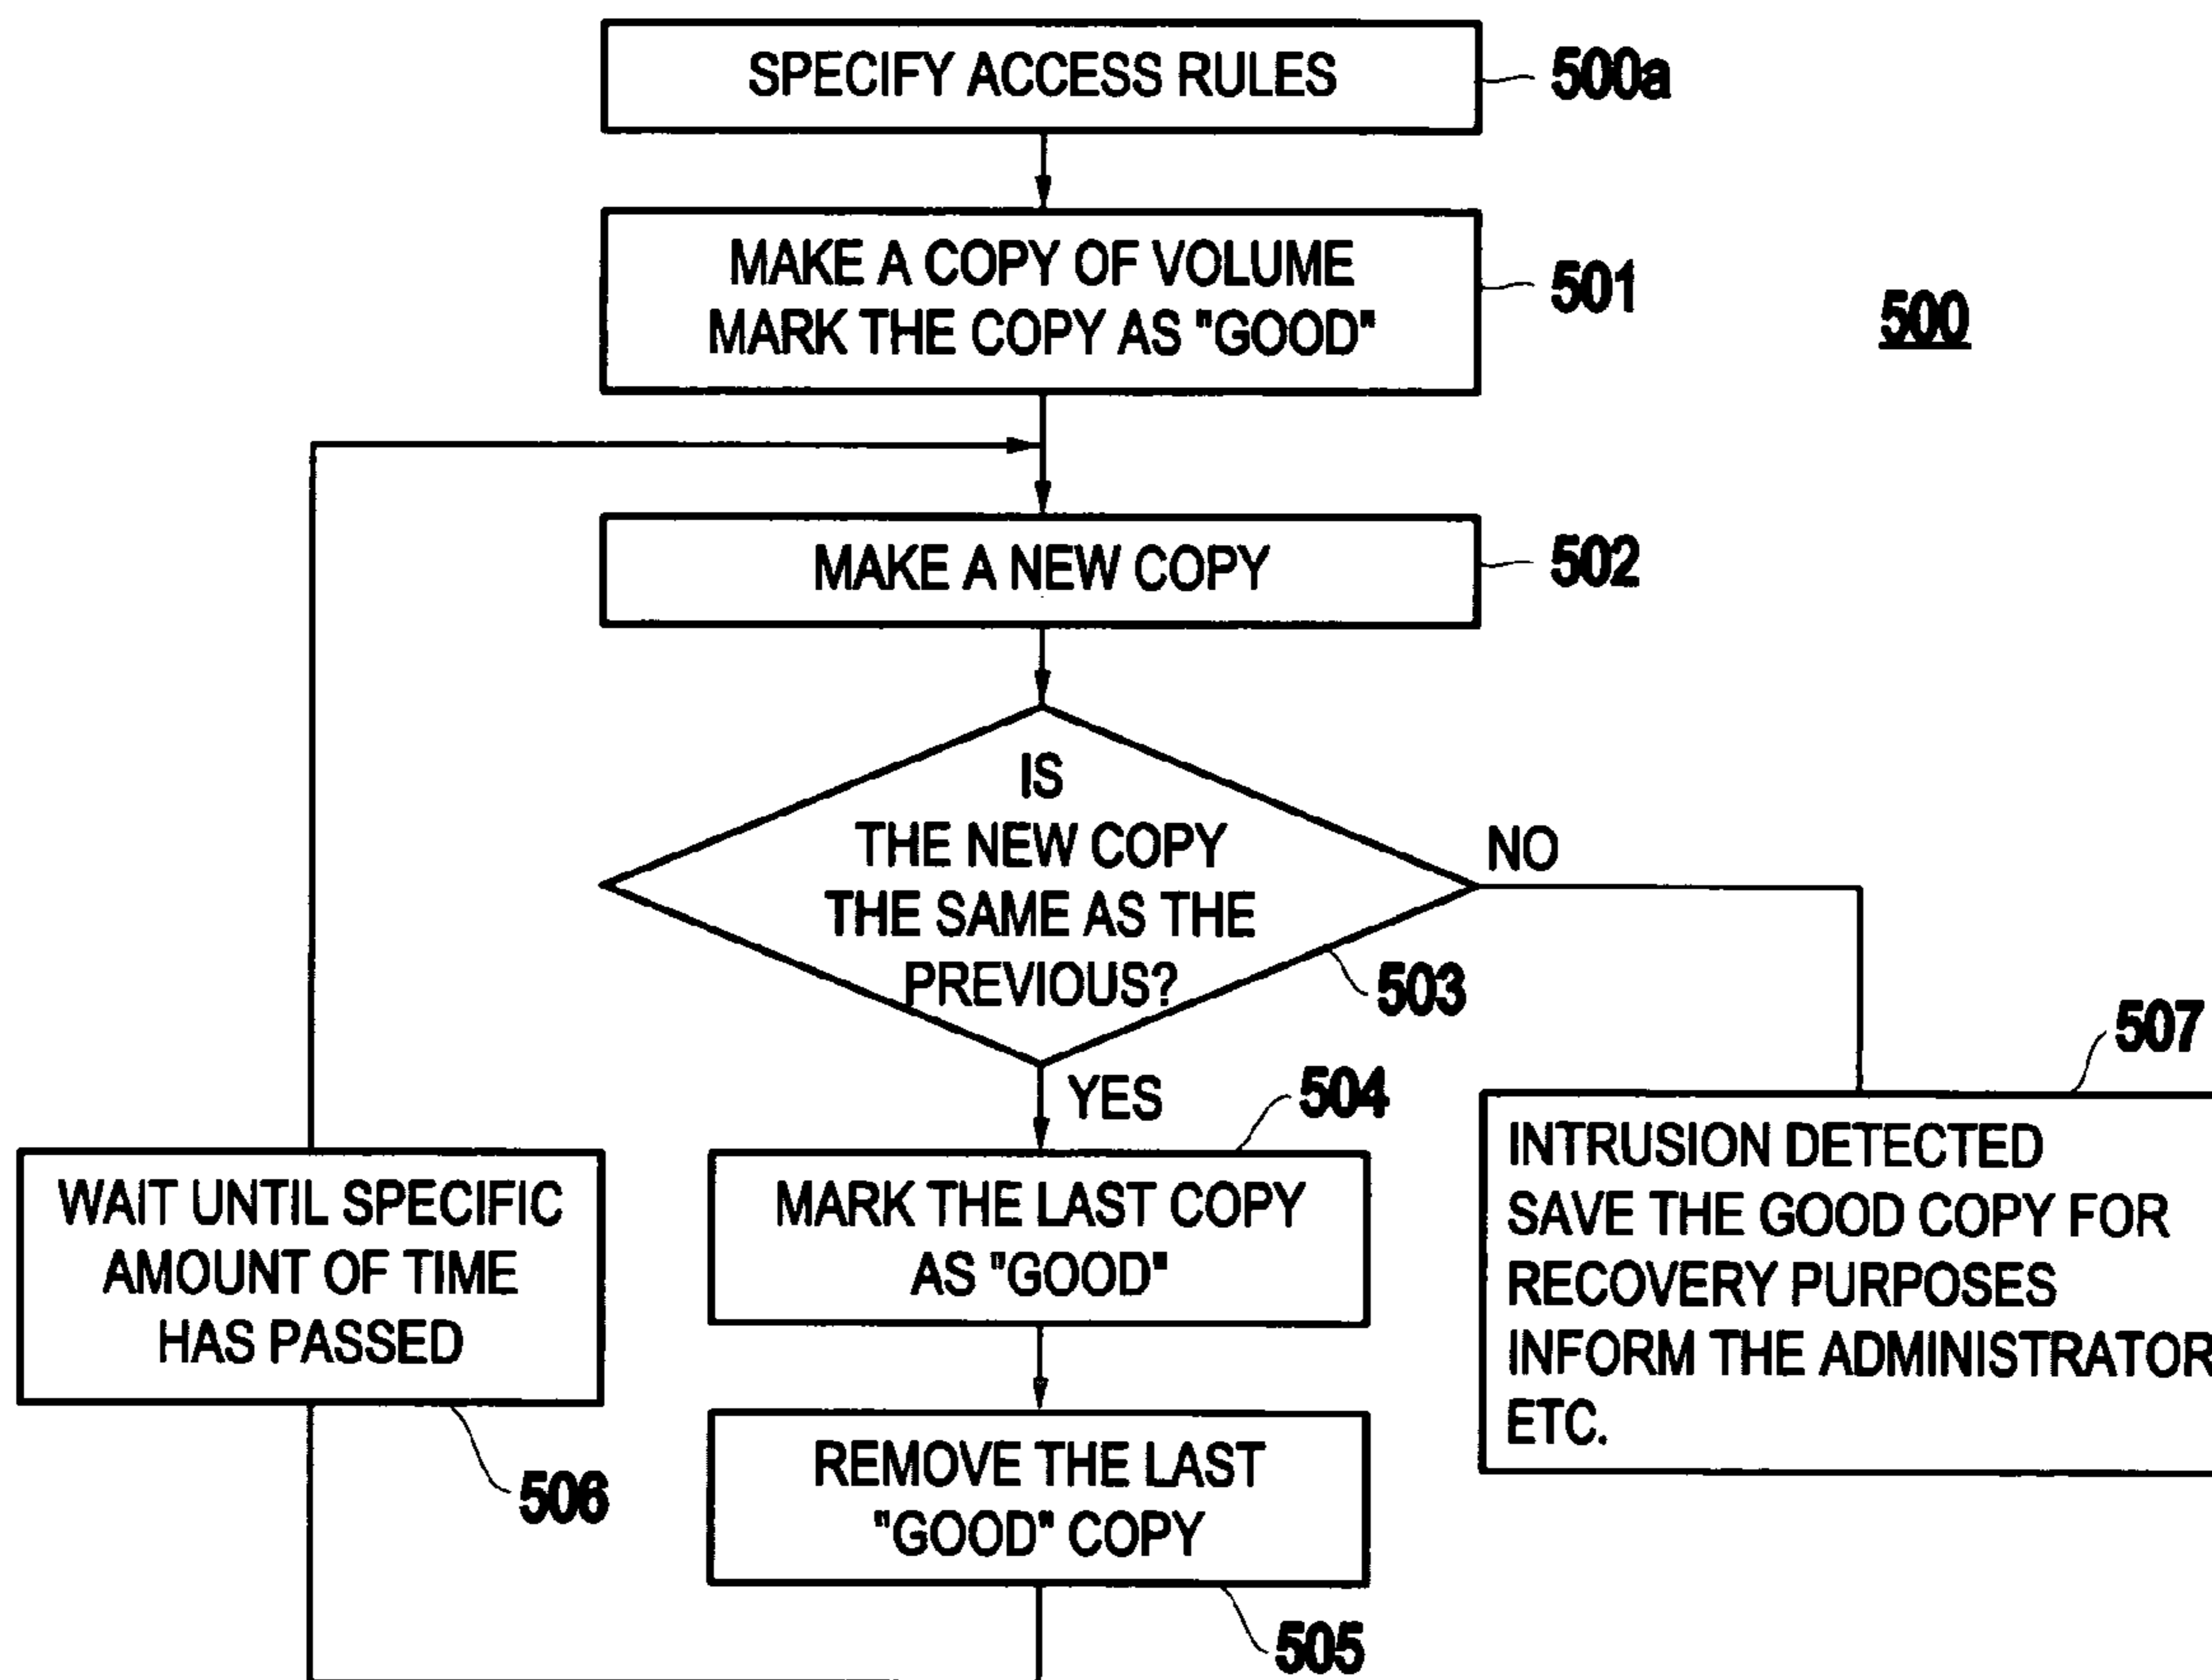 SPECIFY ACCESS RULES
500a
MAKE A COPY OF VOLUME
MARK THE COPY AS "GOOD"
501
500
MAKE A NEW COPY
502
IS
THE NEW COPY
THE SAME AS THE
PREVIOUS?
NO
503
YES
507
504
WAIT UNTIL SPECIFIC
AMOUNT OF TIME
HAS PASSED
506
MARK THE LAST COPY
AS "GOOD"
INTRUSION DETECTED
SAVE THE GOOD COPY FOR
RECOVERY PURPOSES
INFORM THE ADMINISTRATOR
ETC.
REMOVE THE LAST
"GOOD" COPY
505